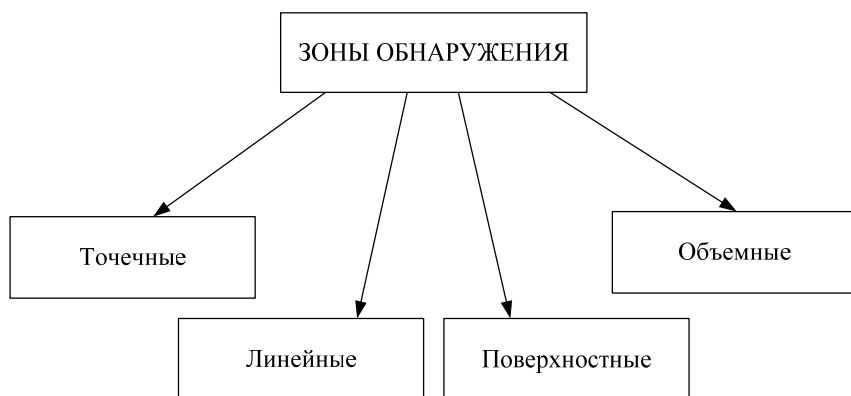 ЗОНЫ ОБНАРУЖЕНИЯ
Точечные
Объемные
Линейные
Поверхностные